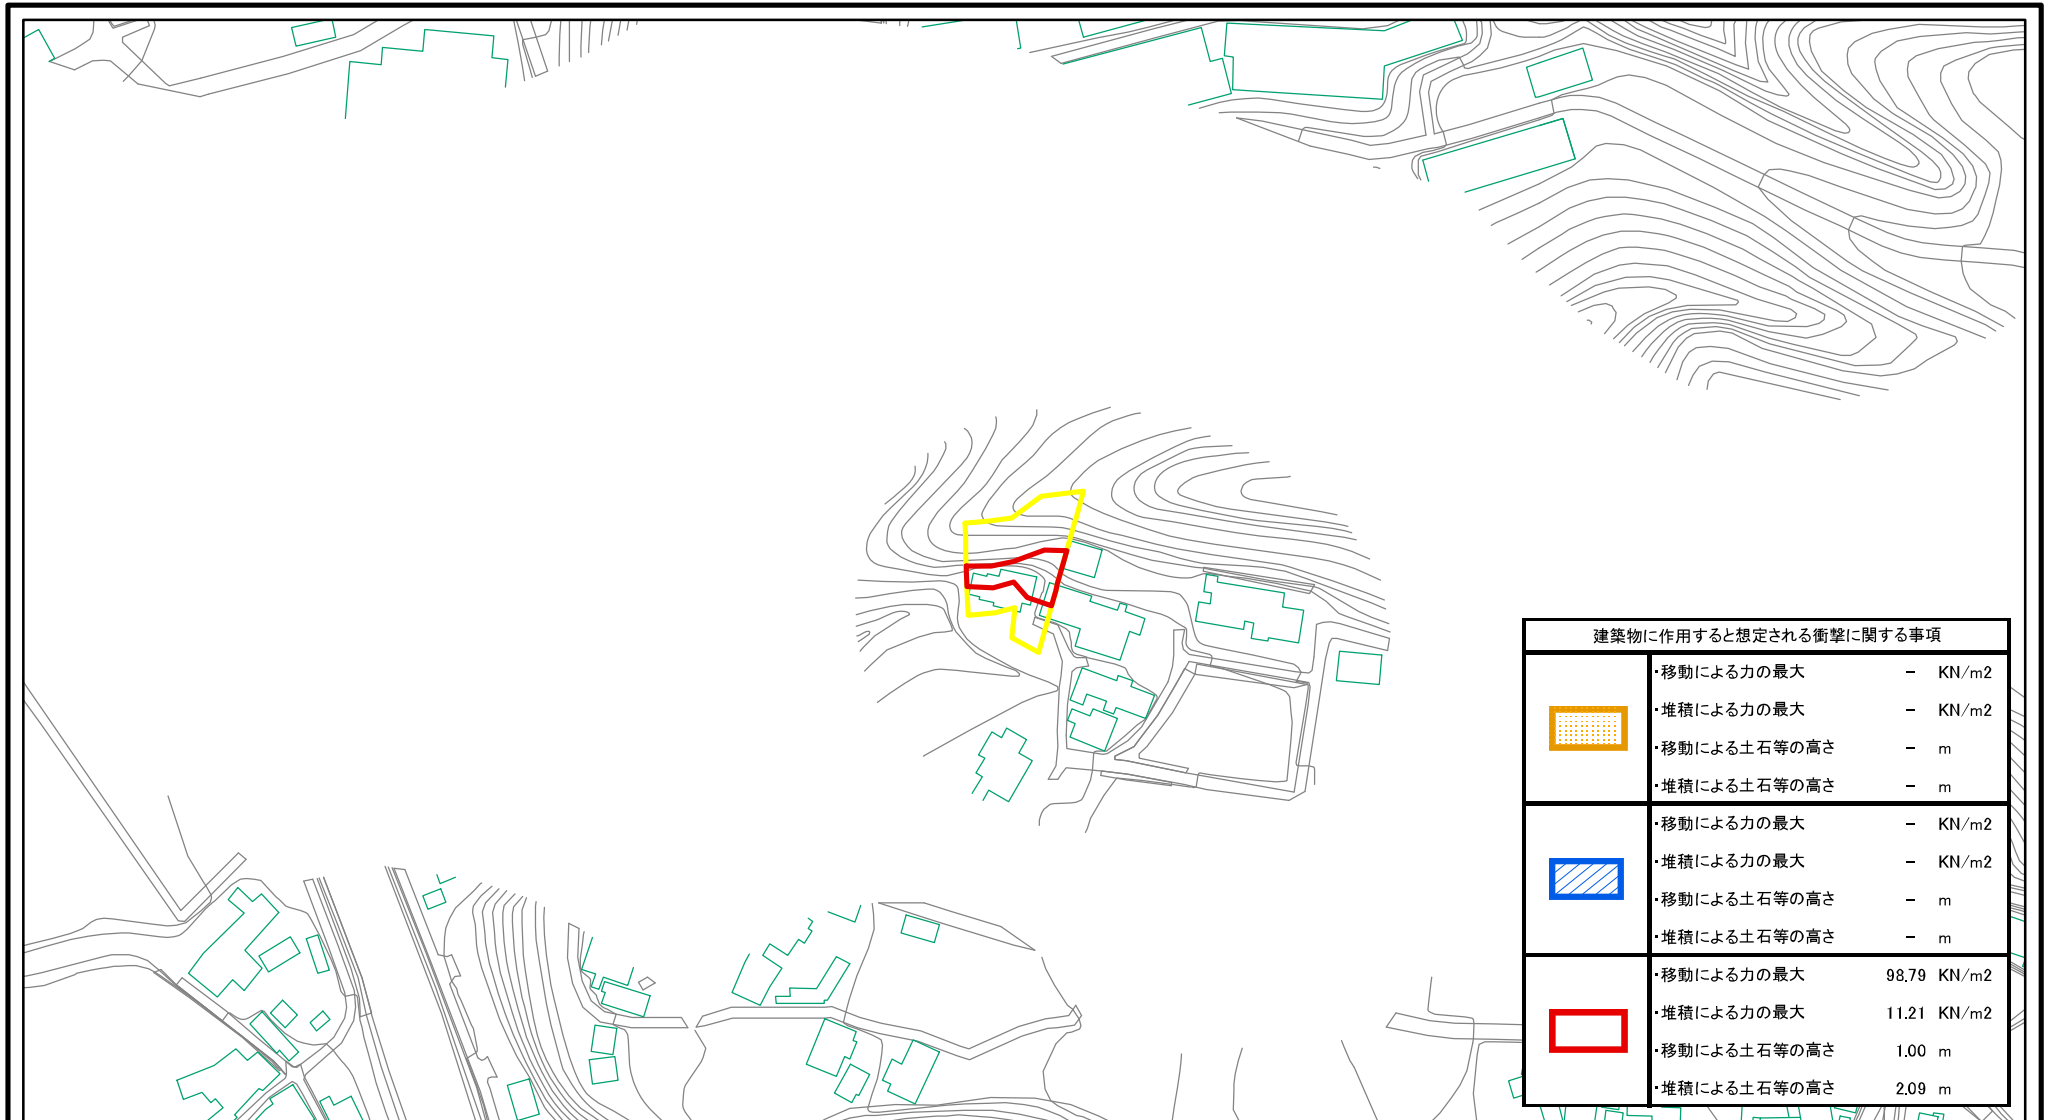 建築物に作用すると想定される衝撃に関する事項
・移動による力の最大 － KN/m2
・堆積による力の最大 － KN/m2
・移動による土石等の高さ － m
・堆積による土石等の高さ － m
・移動による力の最大 － KN/m2
・堆積による力の最大 － KN/m2
・移動による土石等の高さ － m
・堆積による土石等の高さ － m
・移動による力の最大 98.79 KN/m2
・堆積による力の最大 11.21 KN/m2
・移動による土石等の高さ 1.00 m
・堆積による土石等の高さ 2.09 m